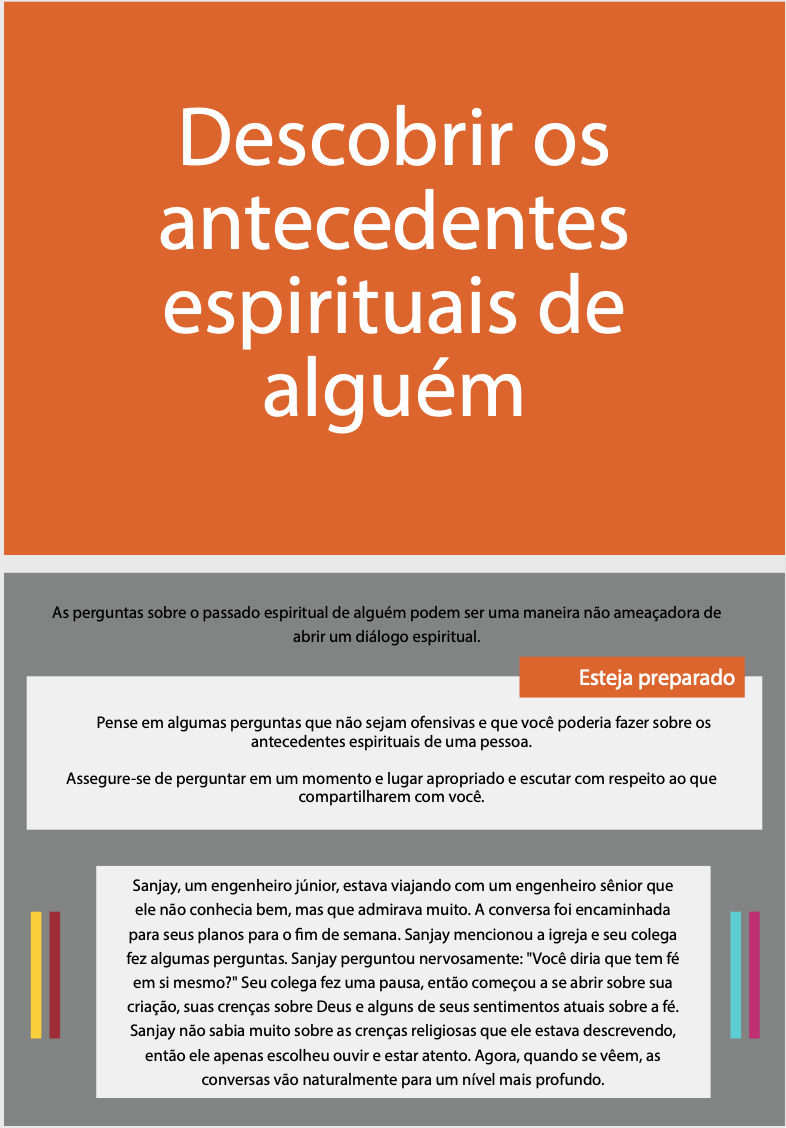 Descobrir os
antecedentes
espirituais de
alguém
As perguntas sobre o passado espiritual de alguém podem ser uma maneira não ameaçadora de
abrir um diálogo espiritual.
Esteja preparado
Pense em algumas perguntas que não sejam ofensivas e que você poderia fazer sobre os
antecedentes espirituais de uma pessoa.
Assegure-se de perguntar em um momento e lugar apropriado e escutar com respeito ao que
compartilharem com você.
Sanjay, um engenheiro júnior, estava viajando com um engenheiro sênior que
ele não conhecia bem, mas que admirava muito. A conversa foi encaminhada
para seus planos para o fim de semana. Sanjay mencionou a igreja e seu colega
fez algumas perguntas. Sanjay perguntou nervosamente: "Você diria que tem fé
em si mesmo?" Seu colega fez uma pausa, então começou a se abrir sobre sua
criação, suas crenças sobre Deus e alguns de seus sentimentos atuais sobre a fé.
Sanjay não sabia muito sobre as crenças religiosas que ele estava descrevendo,
então ele apenas escolheu ouvir e estar atento. Agora, quando se vêem, as
conversas vão naturalmente para um nível mais profundo.